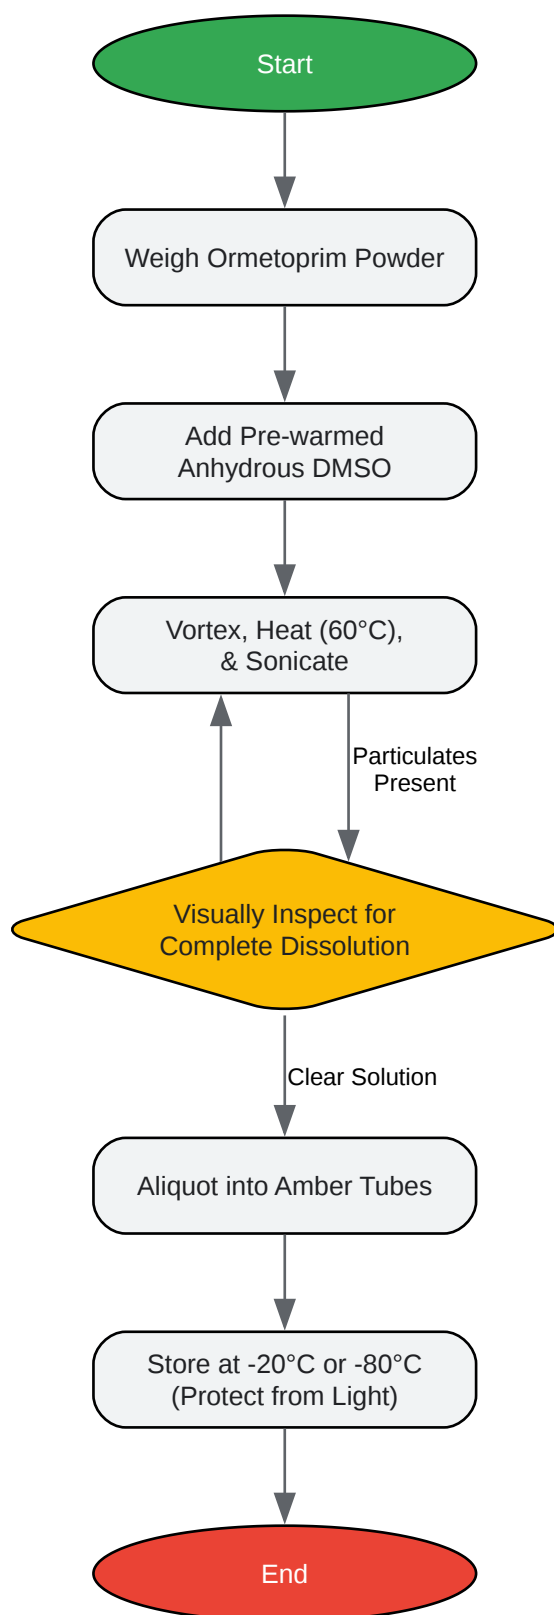 Start
Weigh Ormetoprim Powder
Add Pre-warmed
Anhydrous DMSO
Vortex, Heat (60°C),
& Sonicate
Particulates
Present
Visually Inspect for
Complete Dissolution
Clear Solution
Aliquot into Amber Tubes
Store at -20°C or -80°C
(Protect from Light)
End